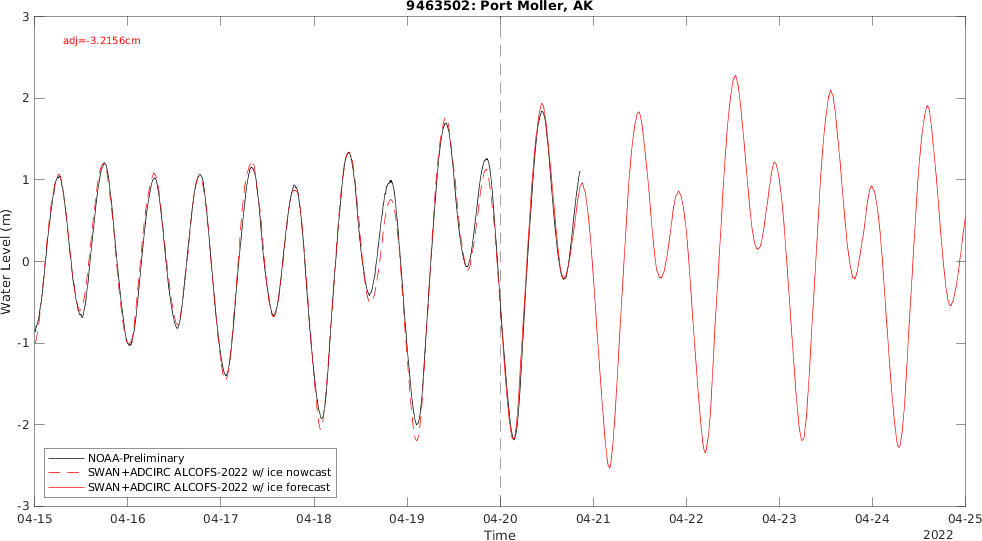 9463502: Port Moller, AK
adj=-3.2156cm
3
2
1
0
-1
-2
-3
Water Level (m)
NOAA-Preliminary
SWAN+ADCIRC ALCOFS-2022 w/ ice nowcast
SWAN+ADCIRC ALCOFS-2022 w/ ice forecast
04-15 04-16 04-17 04-18 04-19 04-20 04-21 04-22 04-23 04-24 04-25
Time
2022